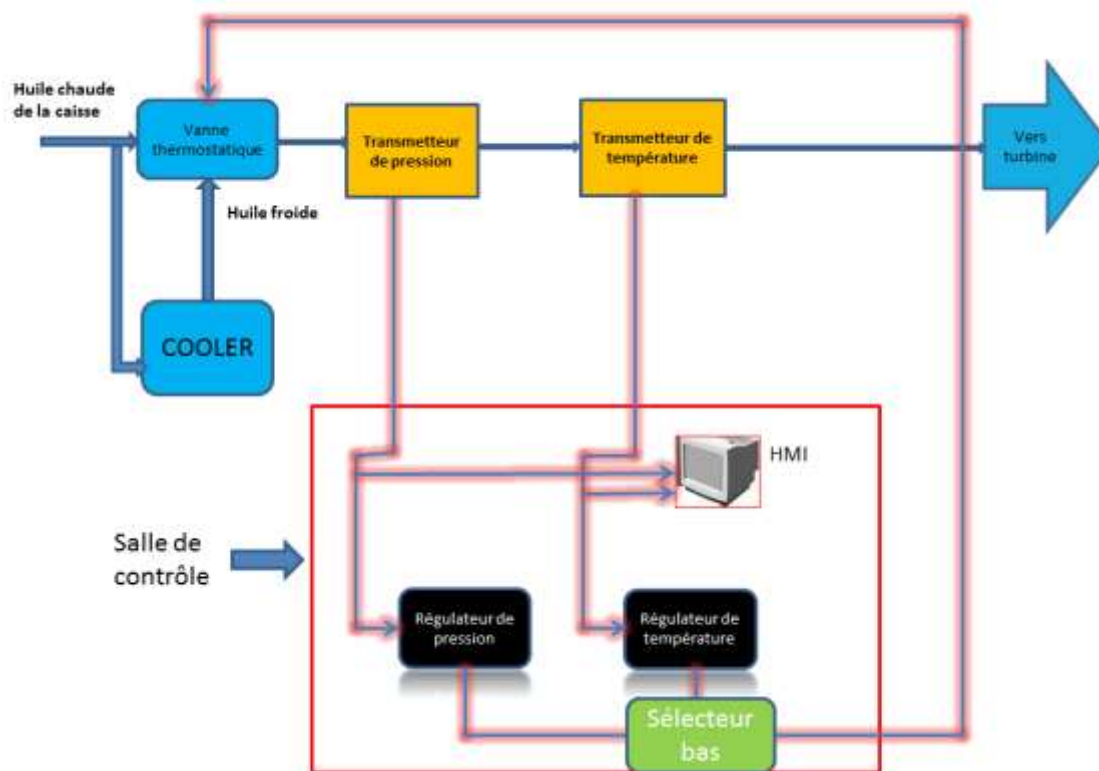 Huile chaude
de la caisse
Vanne
thermostatique
Transmetteur
de pression
Transmetteur de
température
Vers
turbine
Huile froide
COOLER
HMI
Salle de
contrôle
Régulateur de
pression
Régulateur de
température
Sélecteur
bas